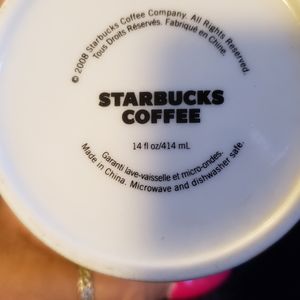 © 2008 Starbucks Coffee Company. All Rights Reserved.
Tous Droits Réservés. Fabriqué en Chine.
STARBUCKS
COFFEE
14 fl oz/414 mL
Garanti lave-vaisselle et micro-ondes.
Made in China. Microwave and dishwasher safe.